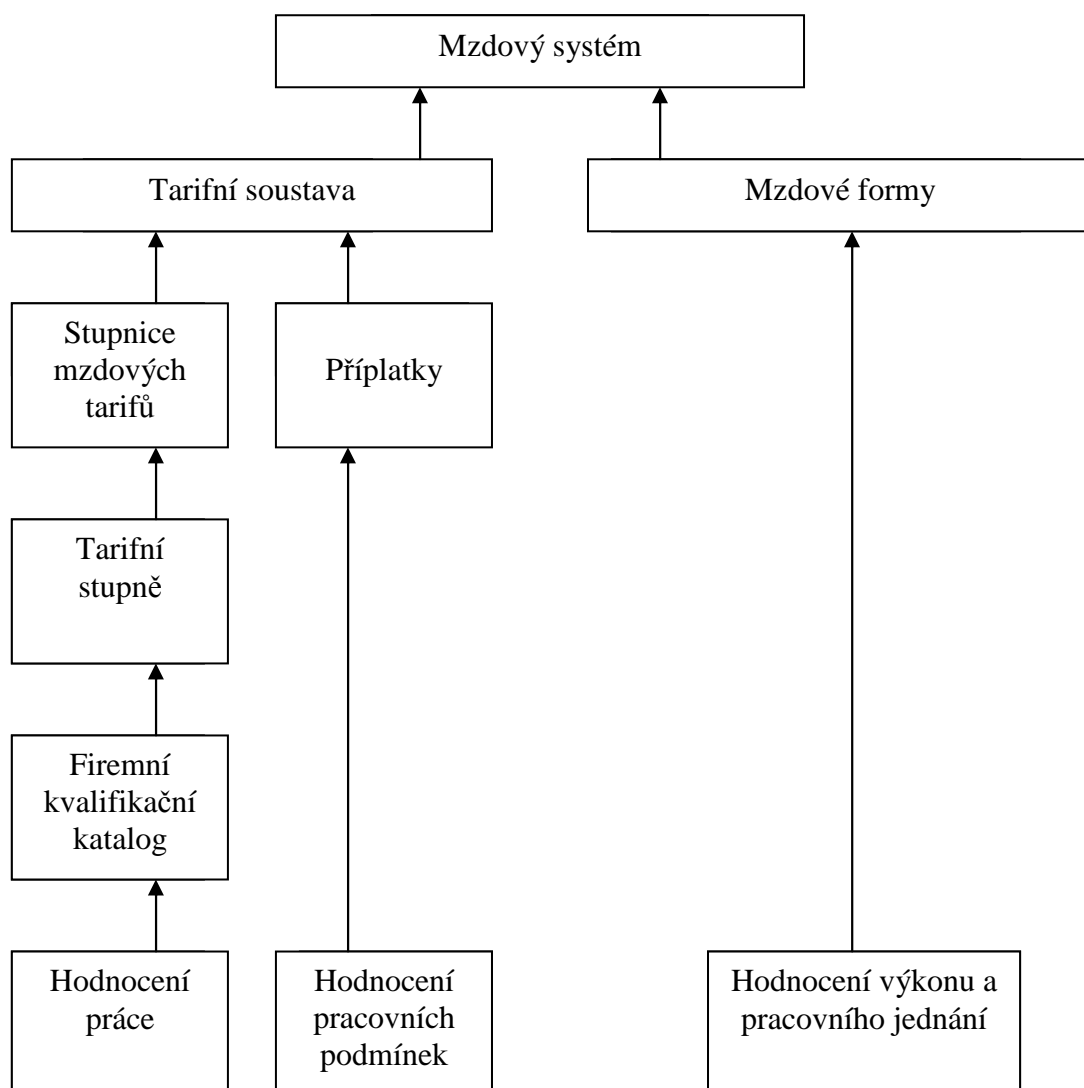 Mzdový systém
Tarifní soustava
Mzdové formy
Stupnice
mzdových
tarifů
Příplatky
Tarifní
stupně
Firemní
kvalifikační
katalog
Hodnocení
práce
Hodnocení
pracovních
podmínek
Hodnocení výkonu a
pracovního jednání